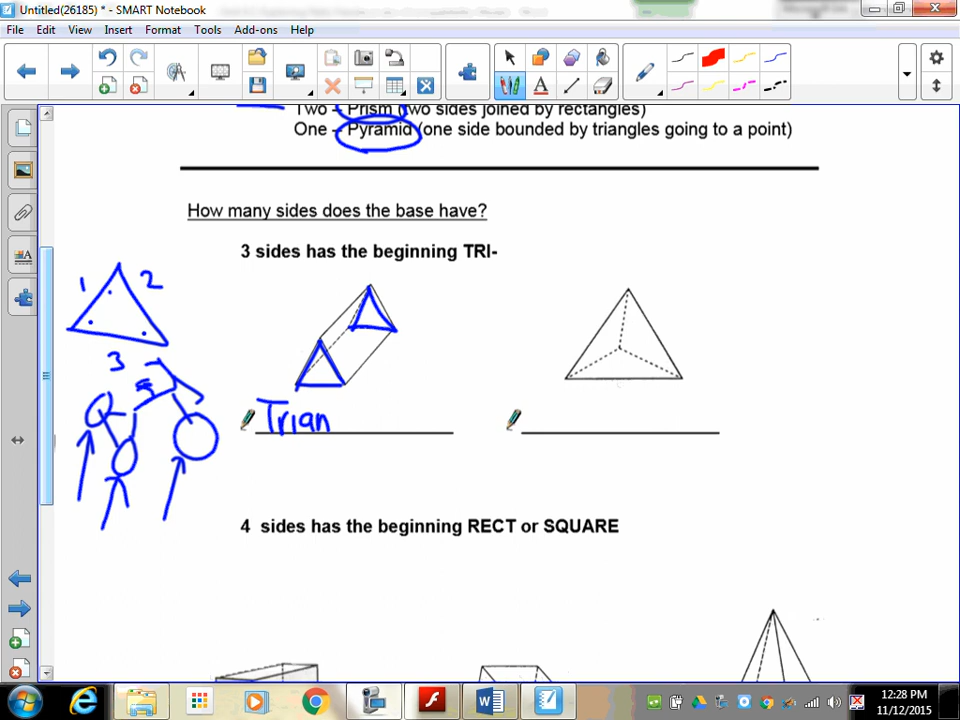 Untitled(26185) * - SMART Notebook
File Edit View Insert Format Tools Add-ons Help
Two – Prism (two sides joined by rectangles)
One – Pyramid (one side bounded by triangles going to a point)
How many sides does the base have?
3 sides has the beginning TRI-
1 2
3
Trian
4 sides has the beginning RECT or SQUARE
12:28 PM
11/12/2015